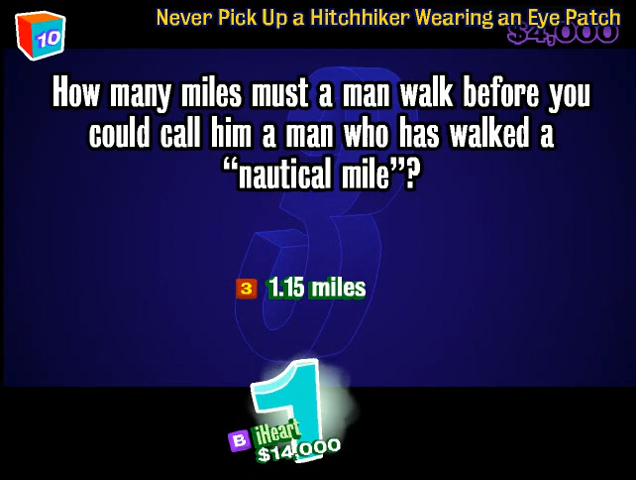 Never Pick Up a Hitchhiker Wearing an Eye Patch
10
$4,000
How many miles must a man walk before you
could call him a man who has walked a
“nautical mile”?
3 1.15 miles
1
B iHeart
$14,000